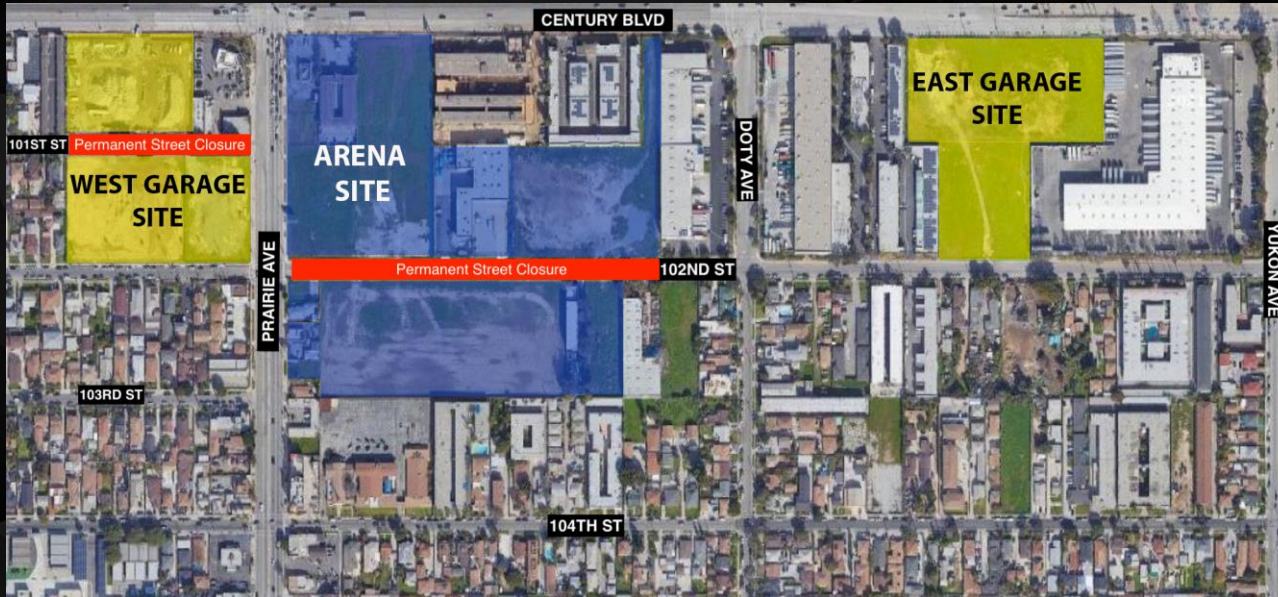 CENTURY BLVD
EAST GARAGE
SITE
101ST ST
Permanent Street Closure
ARENA
SITE
DOTY AVE
WEST GARAGE
SITE
PRAIRIE AVE
Permanent Street Closure
102ND ST
YUKON AVE
103RD ST
104TH ST